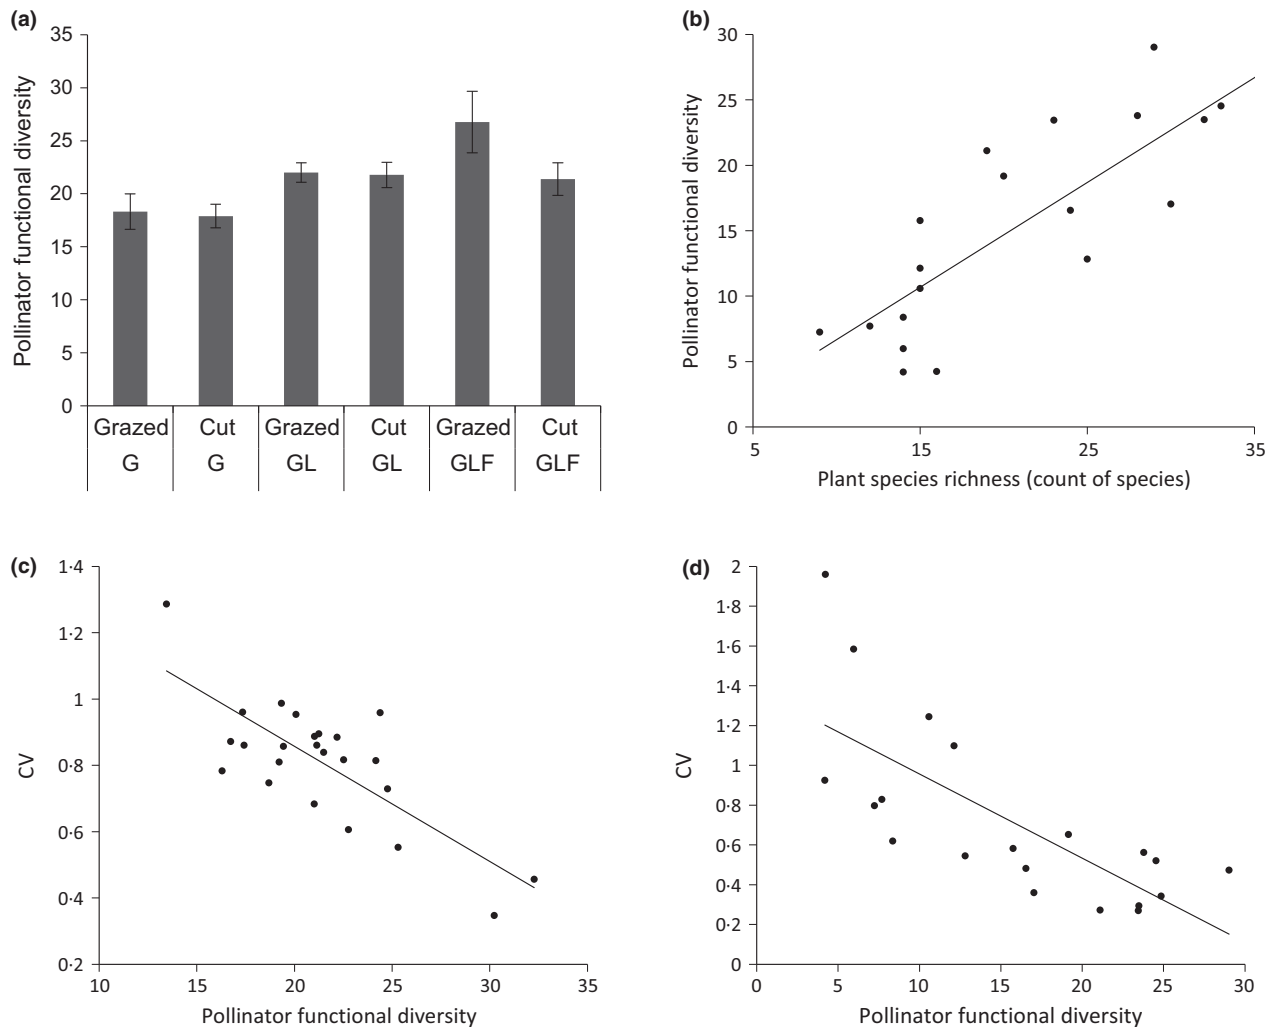 (a)
35
30
25
20
15
10
5
0
Pollinator functional diversity
Grazed Cut Grazed Cut Grazed Cut
G G GL GL GLF GLF
(b)
30
25
20
15
10
5
0
Pollinator functional diversity
5 15 25 35
Plant species richness (count of species)
(c)
1·4
1·2
1
0·8
0·6
0·4
0·2
CV
10 15 20 25 30 35
Pollinator functional diversity
(d)
2
1·8
1·6
1·4
1·2
1
0·8
0·6
0·4
0·2
0
CV
0 5 10 15 20 25 30
Pollinator functional diversity